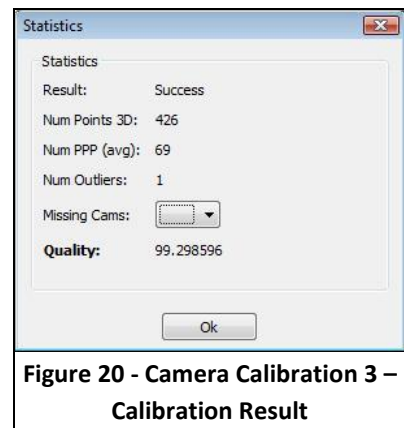 Statistics
Statistics
Result: Success
Num Points 3D: 426
Num PPP (avg): 69
Num Outliers: 1
Missing Cams:
Quality: 99.298596
Ok
Figure 20 - Camera Calibration 3 –
Calibration Result